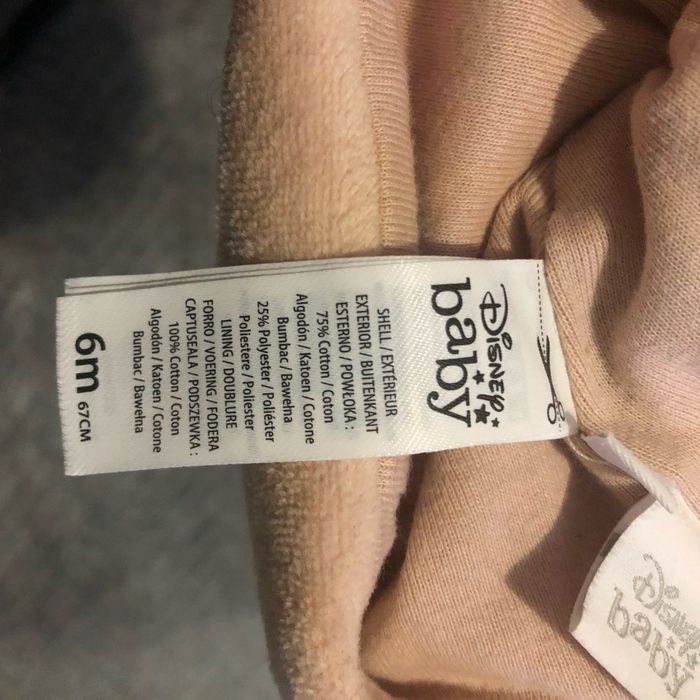 Disney
baby
SHELL / EXTÉRIEUR
EXTERIOR / BUITENKANT
ESTERNO / POWŁOKA :
75% Cotton / Coton
Algodón / Katoen / Cotone
Bumbac / Bawełna
25% Polyester / Poliéster
Poliestere / Poliester
LINING / DOUBLURE
FORRO / VOERING / FODERA
CAPTUSEALA / PODSZEWKA :
100% Cotton / Coton
Algodón / Katoen / Cotone
Bumbac / Bawełna
6m 67CM
Disney
baby